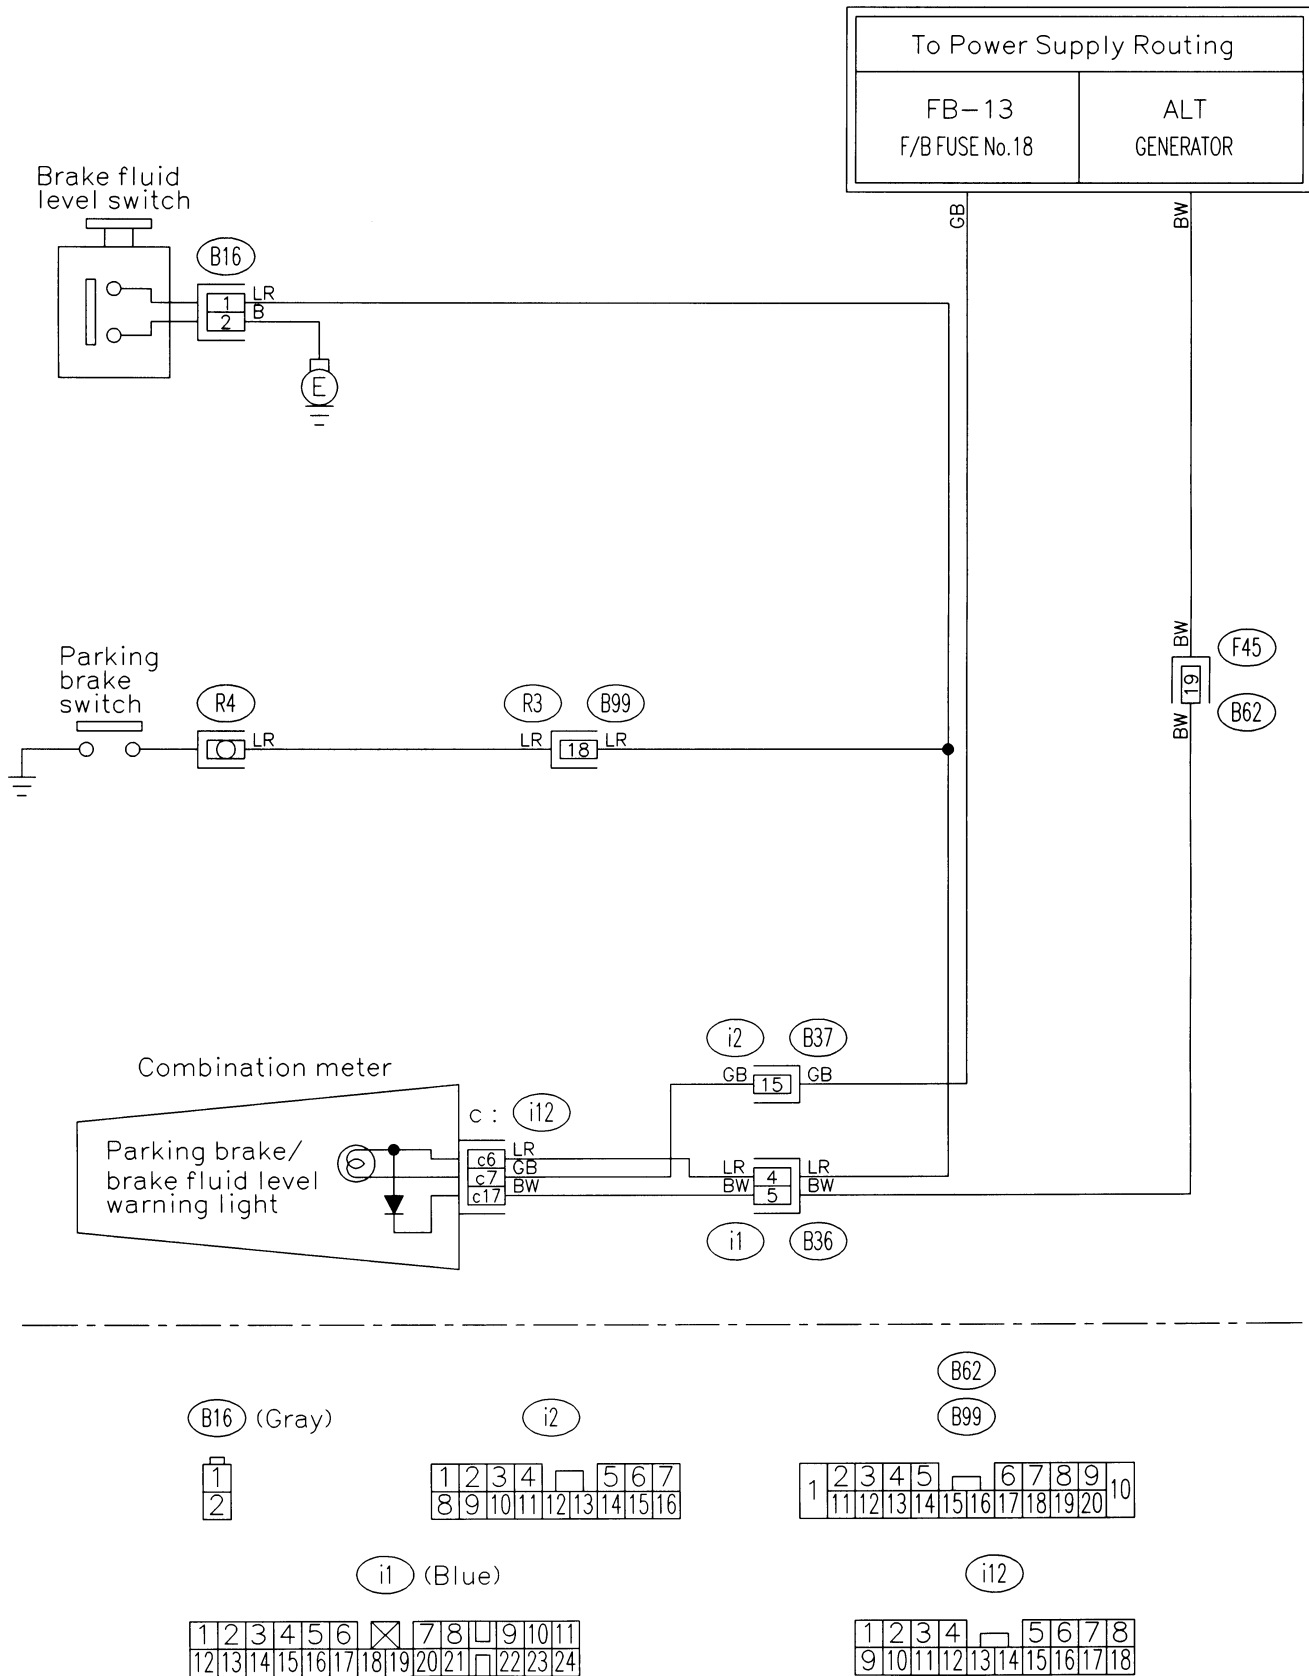 To Power Supply Routing
FB-13
F/B FUSE No.18
ALT
GENERATOR
GB
BW
Brake fluid
level switch
B16
1
LR
2
B
E
Parking
brake
switch
R4
LR
R3
B99
LR
18
LR
BW
F45
19
BW
B62
i2
B37
GB
15
GB
Combination meter
c :
i12
Parking brake/
brake fluid level
warning light
c6
LR
c7
GB
c17
BW
LR
4
LR
BW
5
BW
i1
B36
B16 (Gray)
1
2
i2
1 2 3 4 5 6 7
8 9 10 11 12 13 14 15 16
B62
B99
1 2 3 4 5 6 7 8 9 10
11 12 13 14 15 16 17 18 19 20
i1 (Blue)
1 2 3 4 5 6 7 8 9 10 11
12 13 14 15 16 17 18 19 20 21 22 23 24
i12
1 2 3 4 5 6 7 8
9 10 11 12 13 14 15 16 17 18